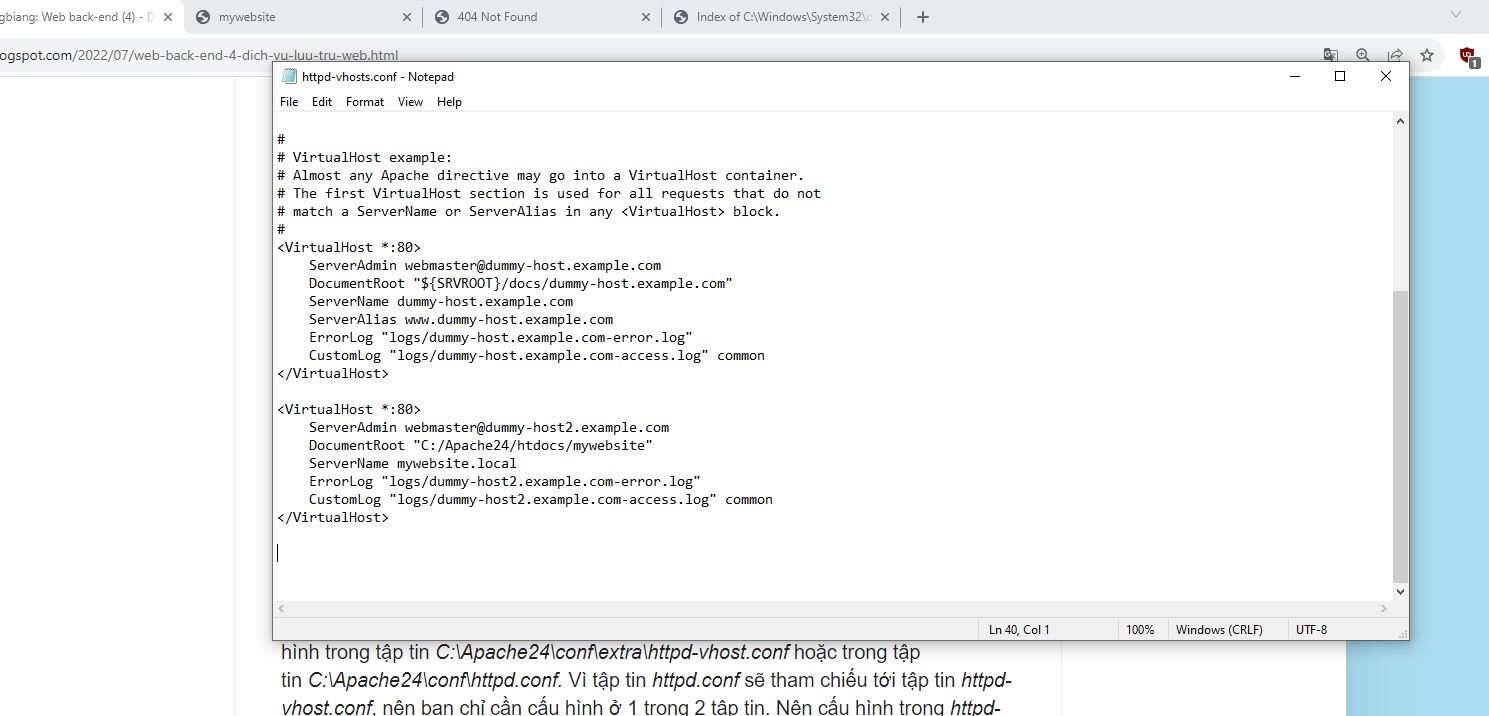 gbiang: Web back-end (4) - D
mywebsite
404 Not Found
Index of C:\Windows\System32\d
ogspot.com/2022/07/web-back-end-4-dich-vu-luu-tru-web.html
1
httpd-vhosts.conf - Notepad
File Edit Format View Help
#
# VirtualHost example:
# Almost any Apache directive may go into a VirtualHost container.
# The first VirtualHost section is used for all requests that do not
# match a ServerName or ServerAlias in any <VirtualHost> block.
#
<VirtualHost *:80>
    ServerAdmin webmaster@dummy-host.example.com
    DocumentRoot "${SRVROOT}/docs/dummy-host.example.com"
    ServerName dummy-host.example.com
    ServerAlias www.dummy-host.example.com
    ErrorLog "logs/dummy-host.example.com-error.log"
    CustomLog "logs/dummy-host.example.com-access.log" common
</VirtualHost>
<VirtualHost *:80>
    ServerAdmin webmaster@dummy-host2.example.com
    DocumentRoot "C:/Apache24/htdocs/mywebsite"
    ServerName mywebsite.local
    ErrorLog "logs/dummy-host2.example.com-error.log"
    CustomLog "logs/dummy-host2.example.com-access.log" common
</VirtualHost>
Ln 40, Col 1 100% Windows (CRLF) UTF-8
hình trong tập tin C:\Apache24\conf\extra\httpd-vhost.conf hoặc trong tập
tin C:\Apache24\conf\httpd.conf. Vì tập tin httpd.conf sẽ tham chiếu tới tập tin httpd-
vhost.conf, nên bạn chỉ cần cấu hình ở 1 trong 2 tập tin. Nên cấu hình trong httpd-